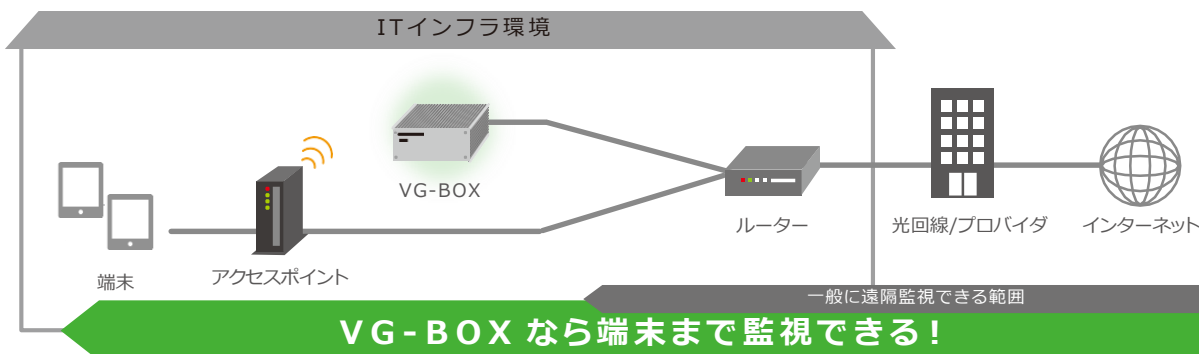 ITインフラ環境
VG-BOX
端末
アクセスポイント
ルーター
光回線/プロバイダ
インターネット
一般に遠隔監視できる範囲
VG-BOXなら端末まで監視できる!